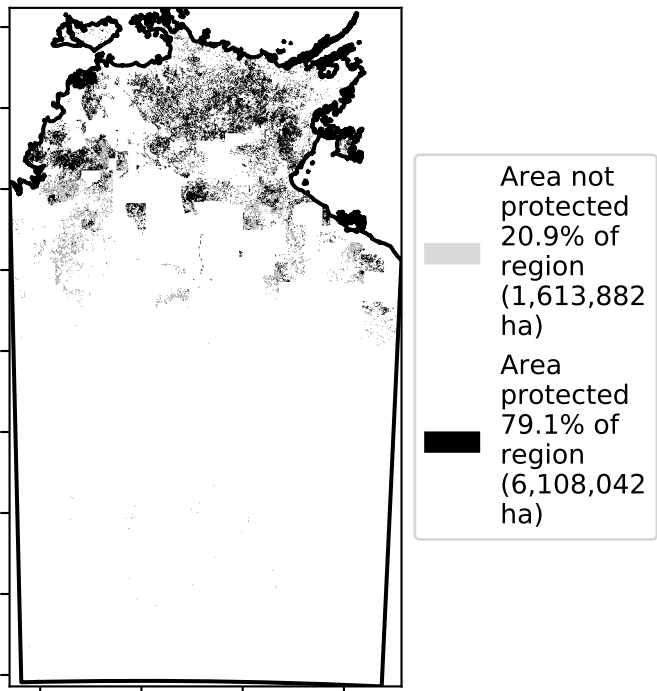 Area not
protected
20.9% of
region
(1,613,882
ha)
Area
protected
79.1% of
region
(6,108,042
ha)